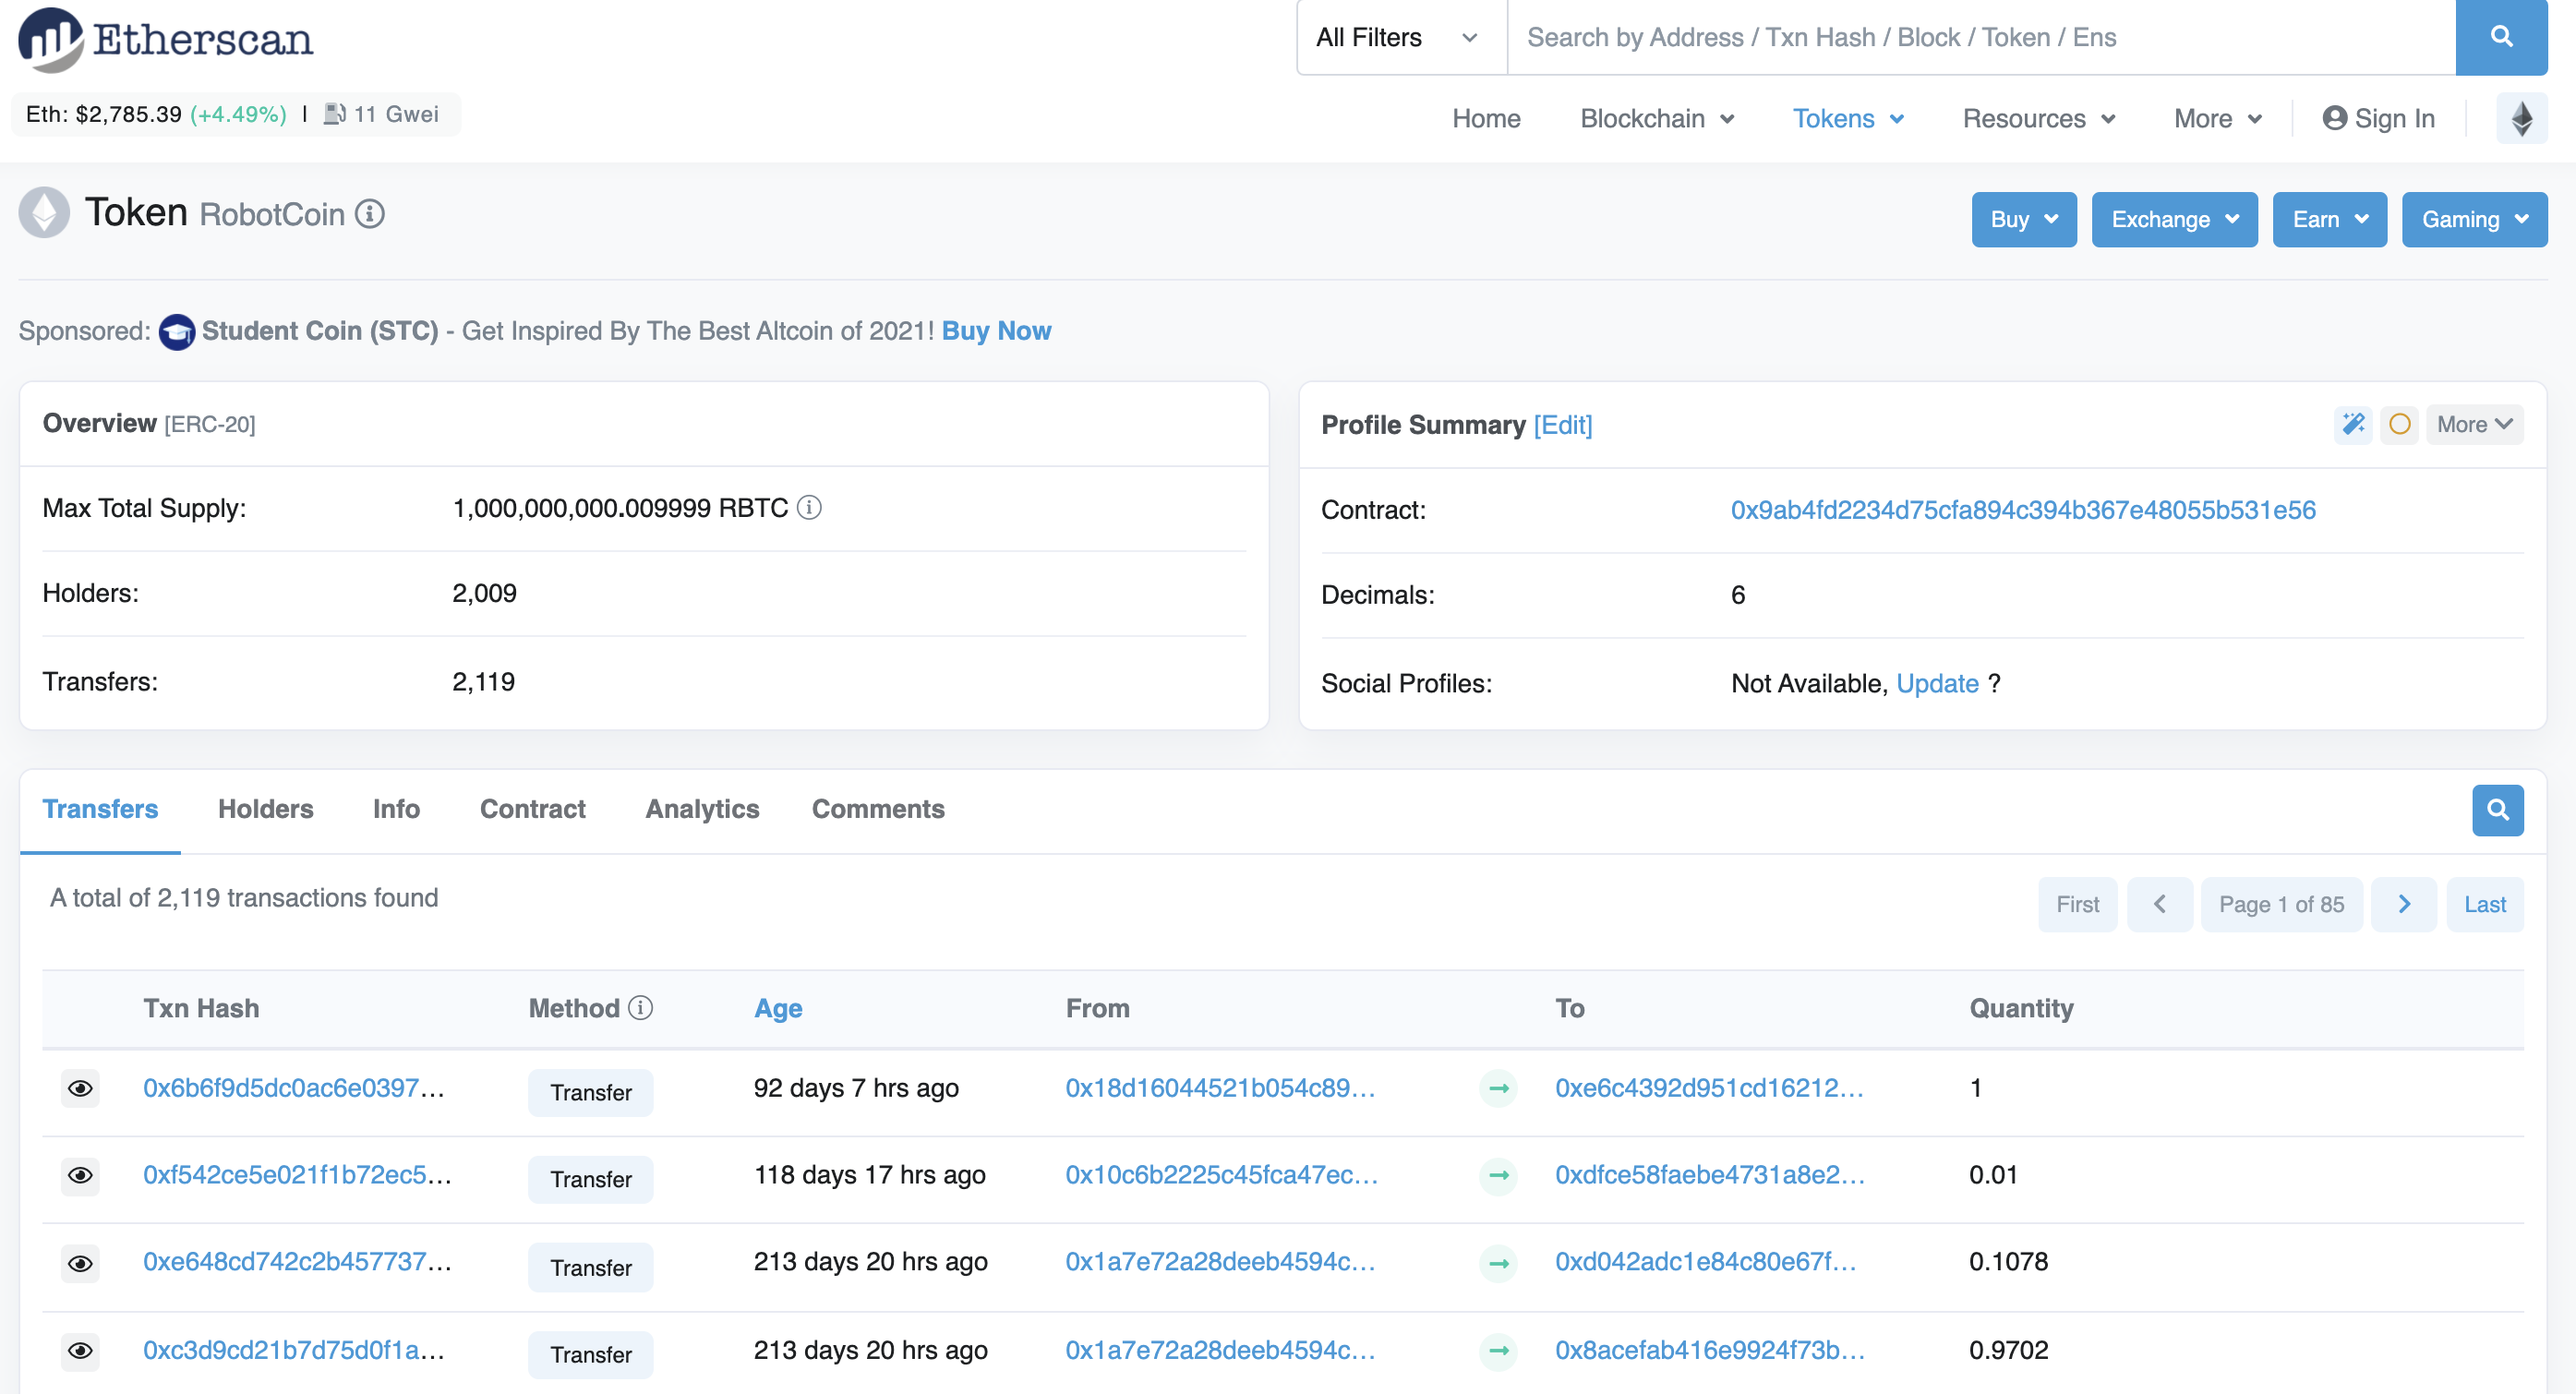 Etherscan
All Filters
Search by Address / Txn Hash / Block / Token / Ens
Eth: $2,785.39 (+4.49%) | 11 Gwei
Home Blockchain Tokens Resources More Sign In
Token RobotCoin
Buy Exchange Earn Gaming
Sponsored: Student Coin (STC) - Get Inspired By The Best Altcoin of 2021! Buy Now
Overview [ERC-20]
Max Total Supply: 1,000,000,000.009999 RBTC
Holders: 2,009
Transfers: 2,119
Profile Summary [Edit] More
Contract: 0x9ab4fd2234d75cfa894c394b367e48055b531e56
Decimals: 6
Social Profiles: Not Available, Update ?
Transfers Holders Info Contract Analytics Comments
A total of 2,119 transactions found
First Page 1 of 85 Last
Txn Hash Method Age From To Quantity
0x6b6f9d5dc0ac6e0397... Transfer 92 days 7 hrs ago 0x18d16044521b054c89... 0xe6c4392d951cd16212... 1
0xf542ce5e021f1b72ec5... Transfer 118 days 17 hrs ago 0x10c6b2225c45fca47ec... 0xdfce58faebe4731a8e2... 0.01
0xe648cd742c2b457737... Transfer 213 days 20 hrs ago 0x1a7e72a28deeb4594c... 0xd042adc1e84c80e67f... 0.1078
0xc3d9cd21b7d75d0f1a... Transfer 213 days 20 hrs ago 0x1a7e72a28deeb4594c... 0x8acefab416e9924f73b... 0.9702